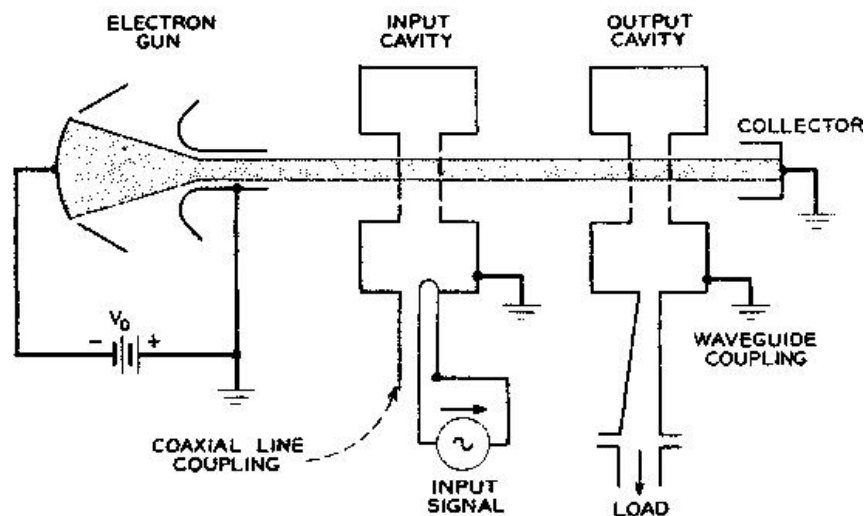 ELECTRON
GUN
INPUT
CAVITY
OUTPUT
CAVITY
COLLECTOR
V₀
−
+
WAVEGUIDE
COUPLING
COAXIAL LINE
COUPLING
~
INPUT
SIGNAL
LOAD